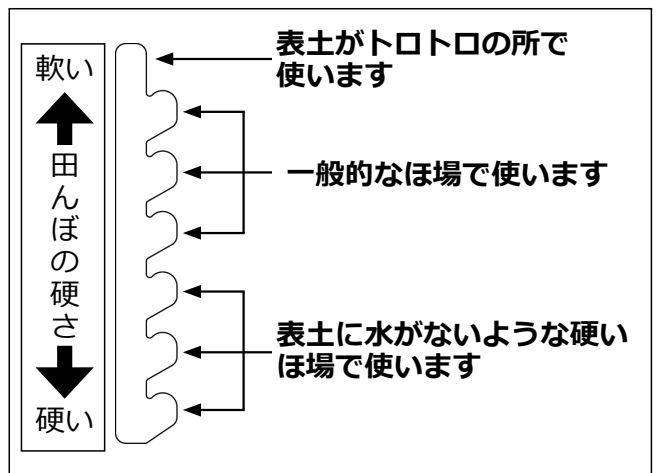 軟い
田んぼの硬さ
硬い
表土がトロトロの所で
使います
一般的なほ場で使います
表土に水がないような硬い
ほ場で使います